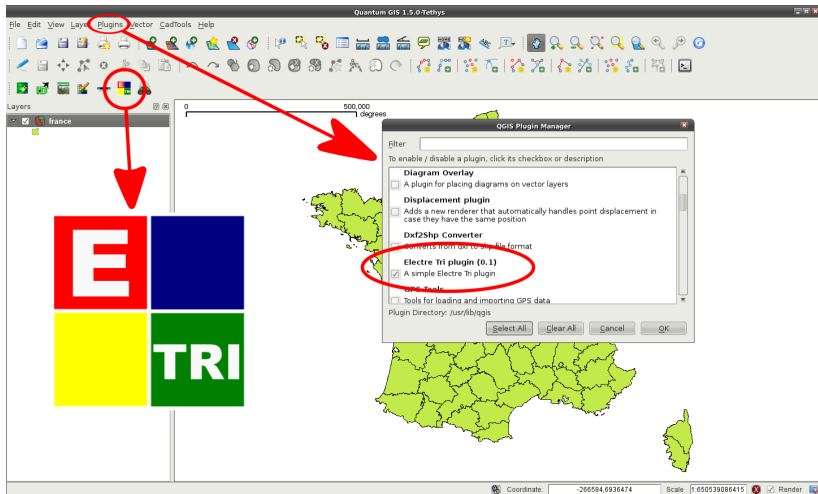 Quantum GIS 1.5.0-Tethys
File Edit View Layer Plugins Vector CadTools Help
Layers
france
0 500,000
degrees
QGIS Plugin Manager
Filter
To enable / disable a plugin, click its checkbox or description
Diagram Overlay
A plugin for placing diagrams on vector layers
Displacement plugin
Adds a new renderer that automatically handles point displacement in
case they have the same position
Dxf2Shp Converter
Converts from dxf to shp file format
Electre Tri plugin (0.1)
A simple Electre Tri plugin
GPS Tools
Tools for loading and importing GPS data
Plugin Directory: /usr/lib/qgis
Select All Clear All Cancel OK
E
TRI
Coordinate: -266584,6936474 Scale 1:650539086415 Render